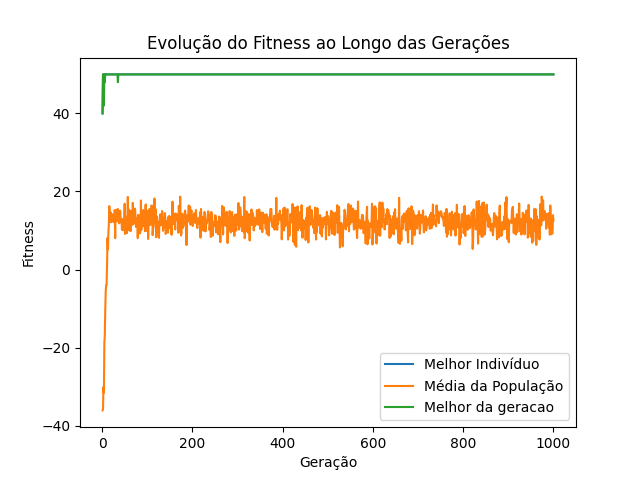 Evolução do Fitness ao Longo das Gerações
Fitness
40
20
0
−20
−40
0
200
400
600
800
1000
Geração
Melhor Indivíduo
Média da População
Melhor da geracao